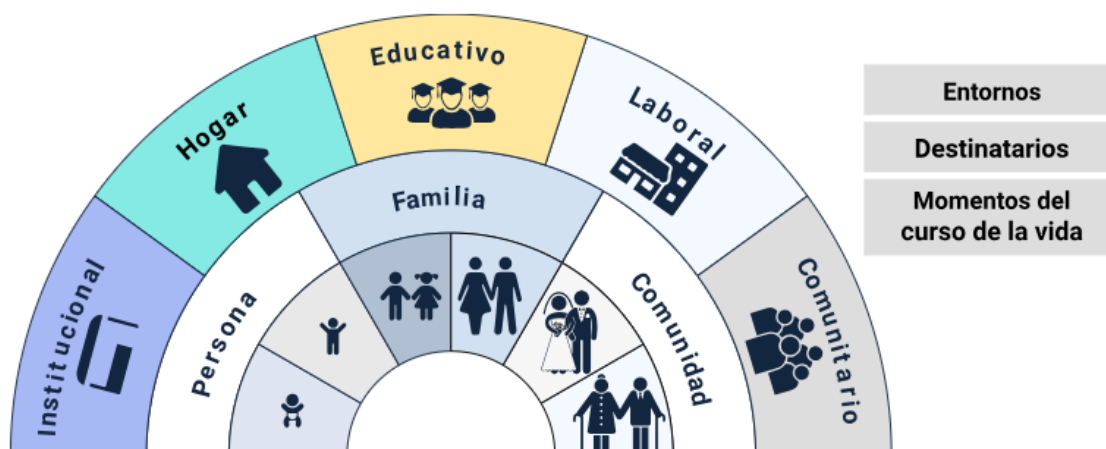 Institucional
Hogar
Educativo
Laboral
Comunitario
Persona
Familia
Comunidad
Entornos
Destinatarios
Momentos del
curso de la vida